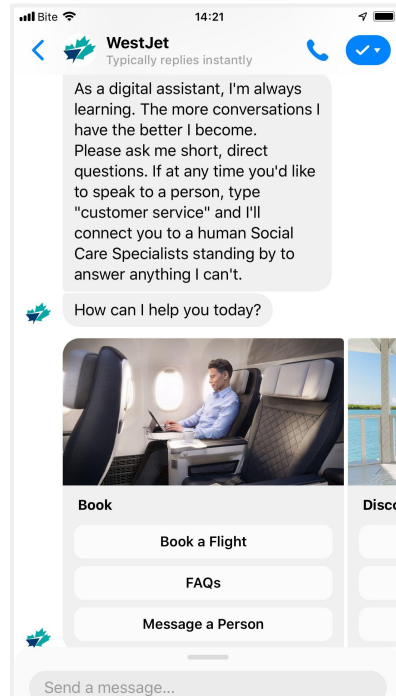 Bite 14:21
WestJet
Typically replies instantly
As a digital assistant, I'm always
learning. The more conversations I
have the better I become.
Please ask me short, direct
questions. If at any time you'd like
to speak to a person, type
"customer service" and I'll
connect you to a human Social
Care Specialists standing by to
answer anything I can't.
How can I help you today?
Book
Disco
Book a Flight
FAQs
Message a Person
Send a message...